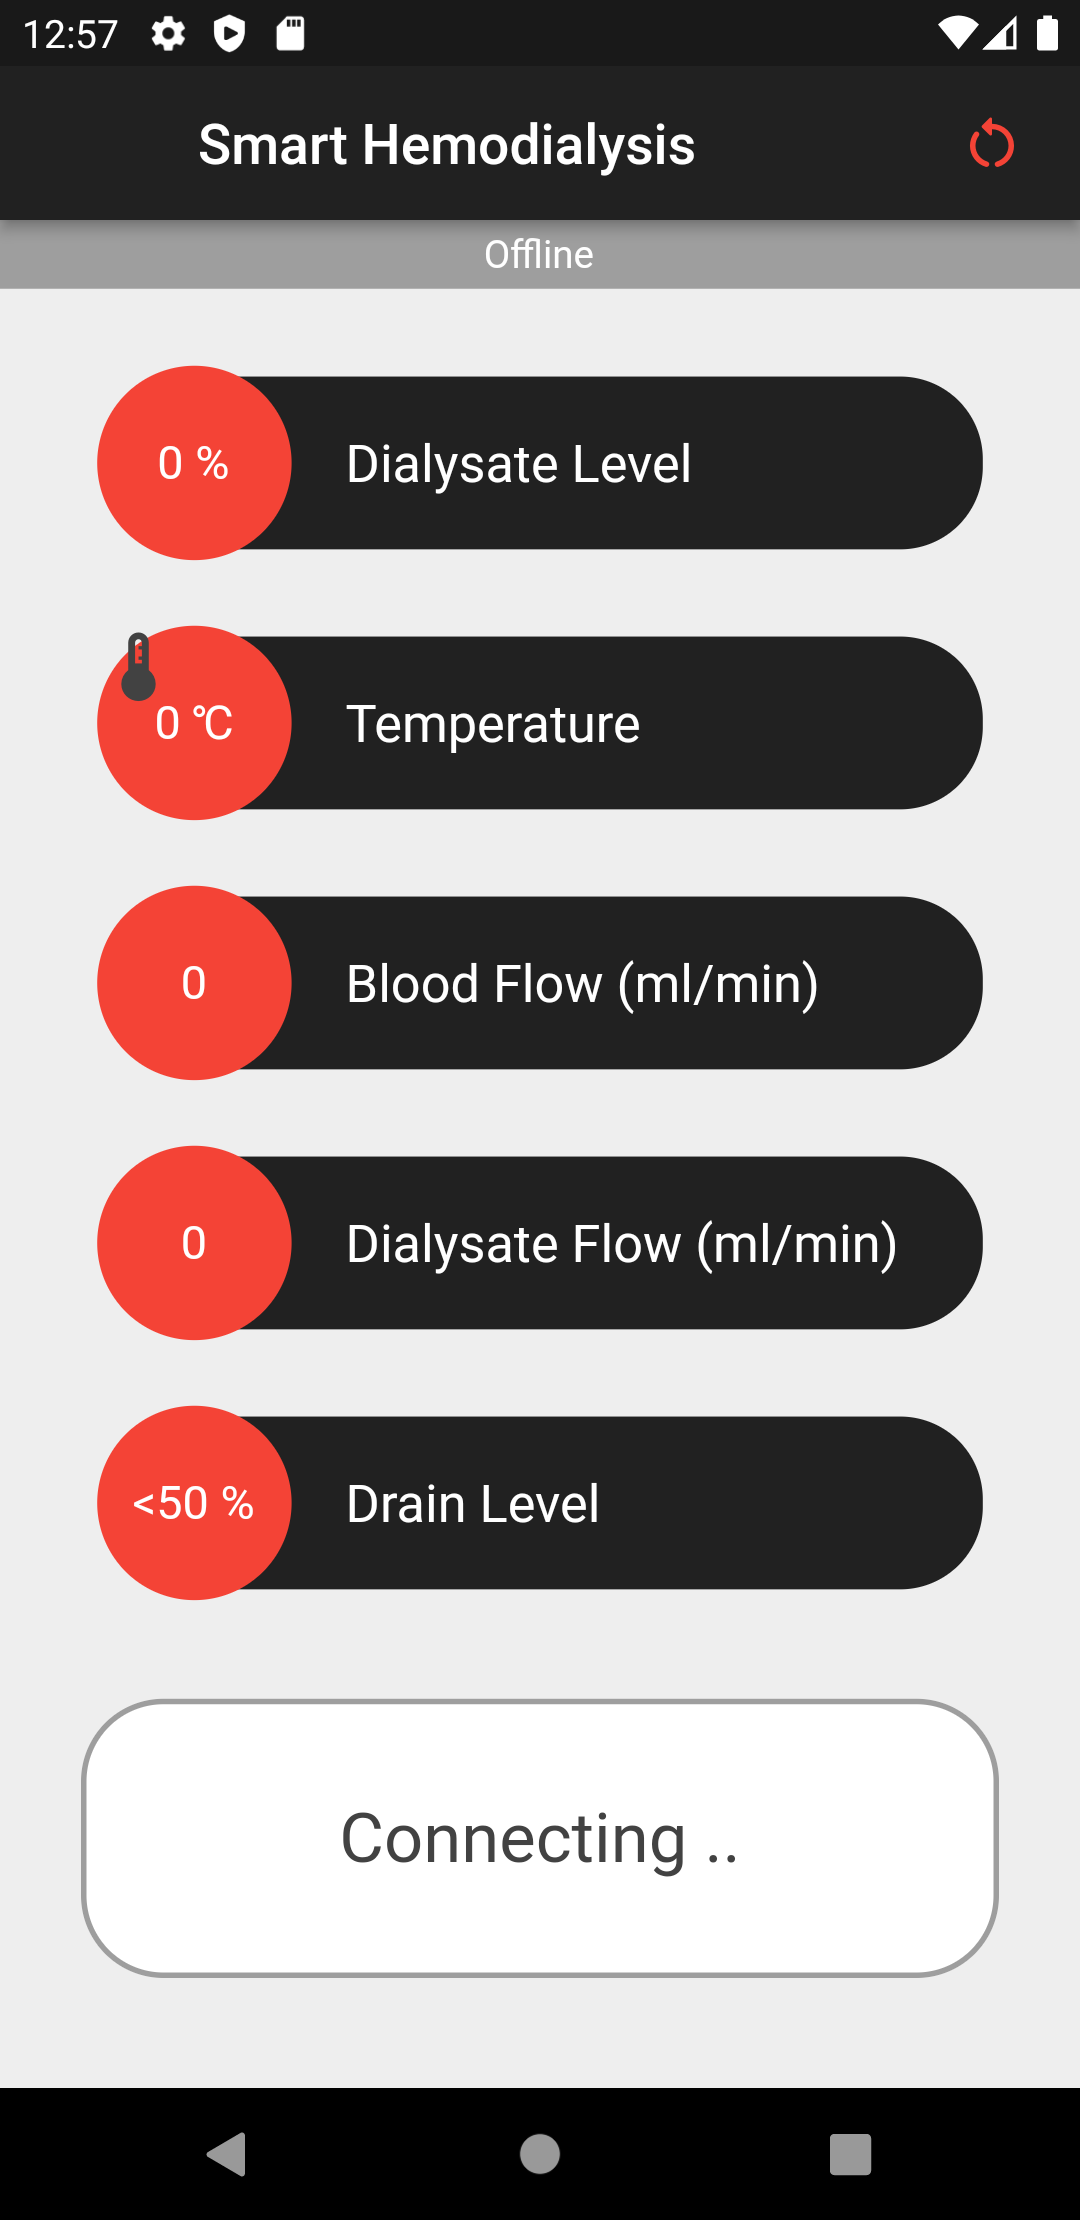 12:57
Smart Hemodialysis
Offline
0 %
Dialysate Level
0 ℃
Temperature
0
Blood Flow (ml/min)
0
Dialysate Flow (ml/min)
<50 %
Drain Level
Connecting ..